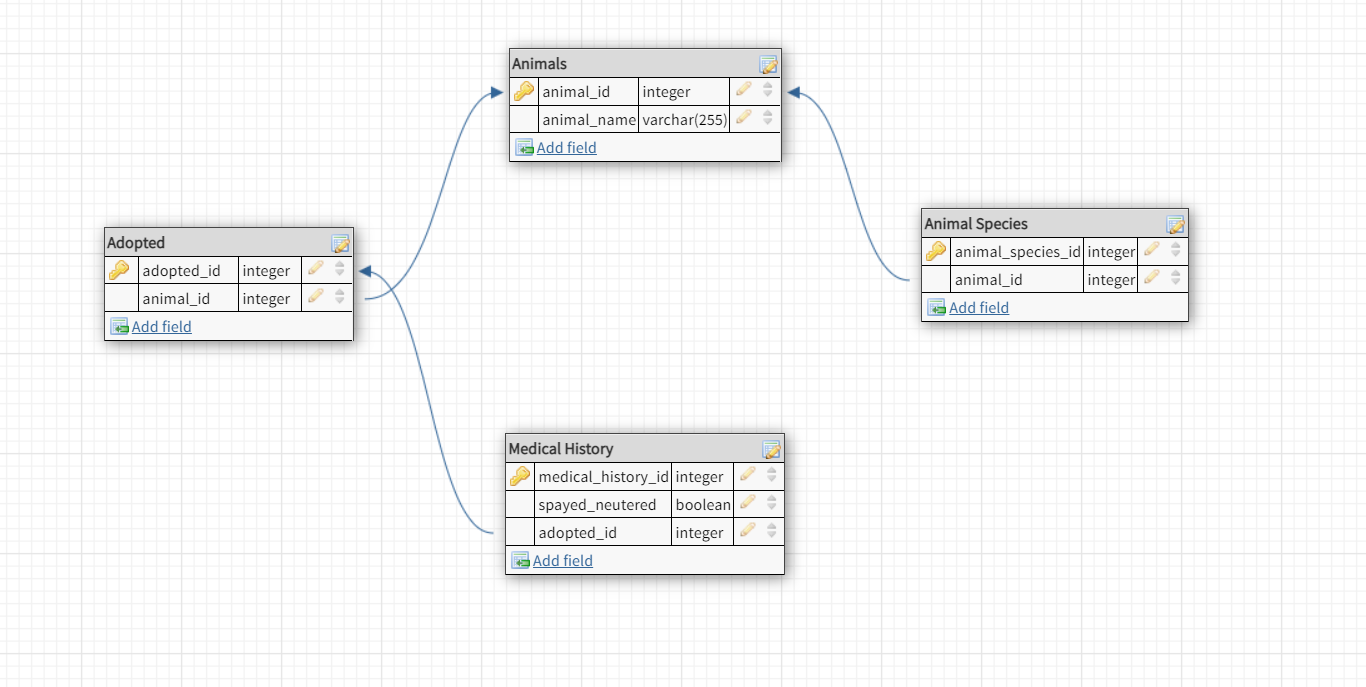 Animals
animal_id integer
animal_name varchar(255)
Add field
Animal Species
animal_species_id integer
animal_id integer
Add field
Adopted
adopted_id integer
animal_id integer
Add field
Medical History
medical_history_id integer
spayed_neutered boolean
adopted_id integer
Add field